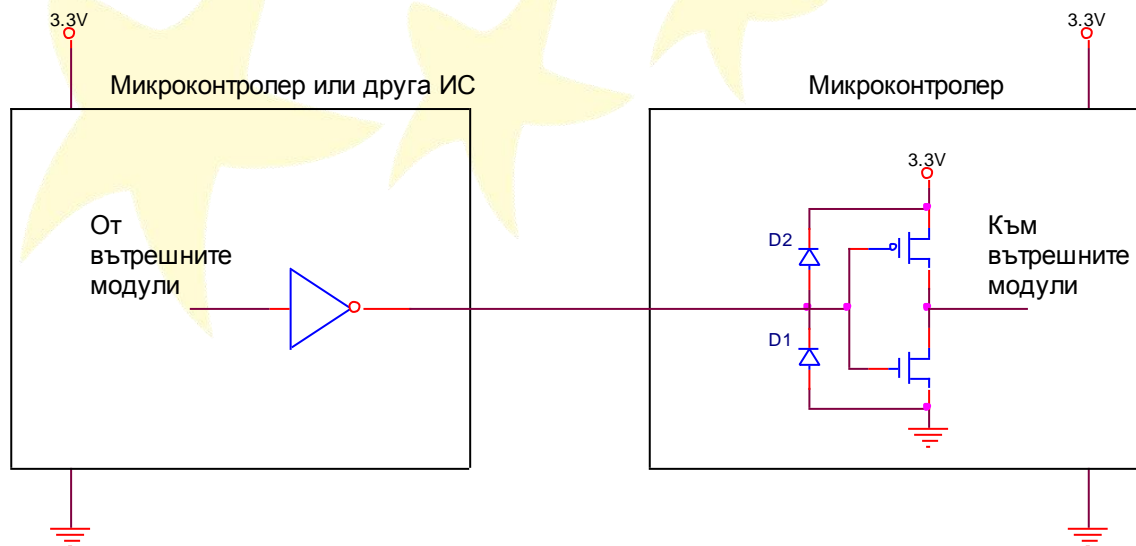 3.3V
3.3V
Микроконтролер или друга ИС
Микроконтролер
3.3V
От
вътрешните
модули
D2
D1
Към
вътрешните
модули